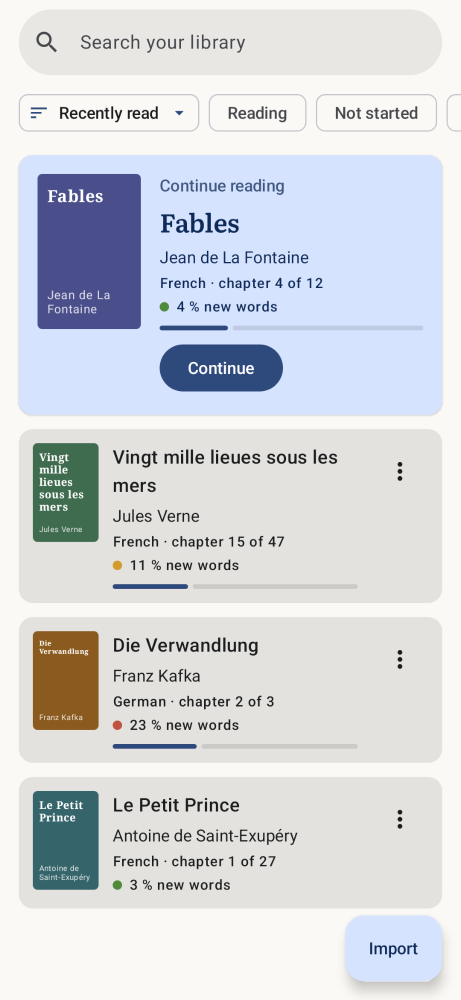 Search your library
Recently read
Reading
Not started
Fables
Jean de La
Fontaine
Continue reading
Fables
Jean de La Fontaine
French · chapter 4 of 12
4 % new words
Continue
Vingt
mille
lieues
sous les
mers
Jules Verne
Vingt mille lieues sous les
mers
Jules Verne
French · chapter 15 of 47
11 % new words
Die
Verwandlung
Franz Kafka
Die Verwandlung
Franz Kafka
German · chapter 2 of 3
23 % new words
Le Petit
Prince
Antoine de
Saint-Exupéry
Le Petit Prince
Antoine de Saint-Exupéry
French · chapter 1 of 27
3 % new words
Import